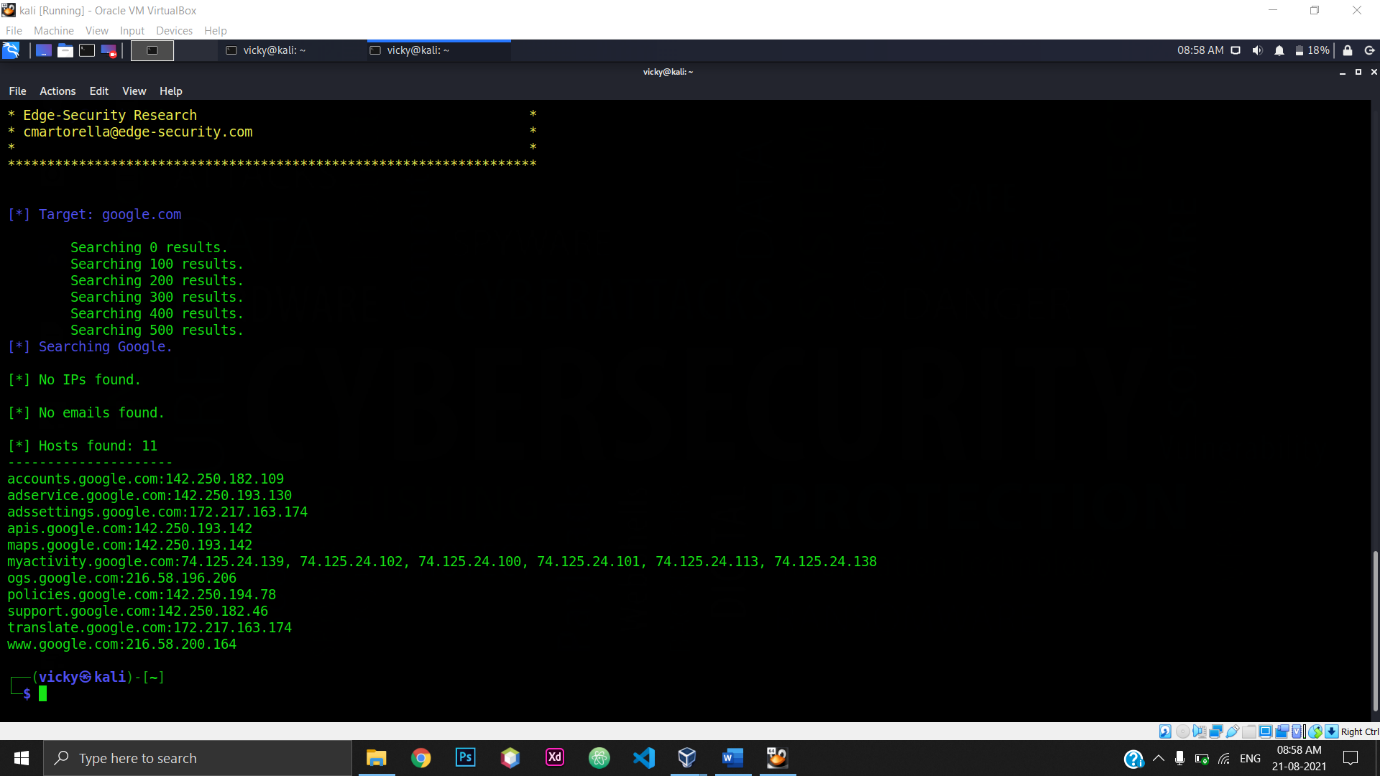 kali [Running] - Oracle VM VirtualBox
File Machine View Input Devices Help
vicky@kali: ~
vicky@kali: ~
08:58 AM
18%
vicky@kali: ~
File Actions Edit View Help
* Edge-Security Research *
* cmartorella@edge-security.com *
* *
*******************************************************************
[*] Target: google.com
Searching 0 results.
Searching 100 results.
Searching 200 results.
Searching 300 results.
Searching 400 results.
Searching 500 results.
[*] Searching Google.
[*] No IPs found.
[*] No emails found.
[*] Hosts found: 11
---------------------
accounts.google.com:142.250.182.109
adservice.google.com:142.250.193.130
adssettings.google.com:172.217.163.174
apis.google.com:142.250.193.142
maps.google.com:142.250.193.142
myactivity.google.com:74.125.24.139, 74.125.24.102, 74.125.24.100, 74.125.24.101, 74.125.24.113, 74.125.24.138
ogs.google.com:216.58.196.206
policies.google.com:142.250.194.78
support.google.com:142.250.182.46
translate.google.com:172.217.163.174
www.google.com:216.58.200.164
┌──(vicky㉿kali)-[~]
└─$
Right Ctrl
Type here to search
Ps
Xd
W
ENG
08:58 AM
21-08-2021